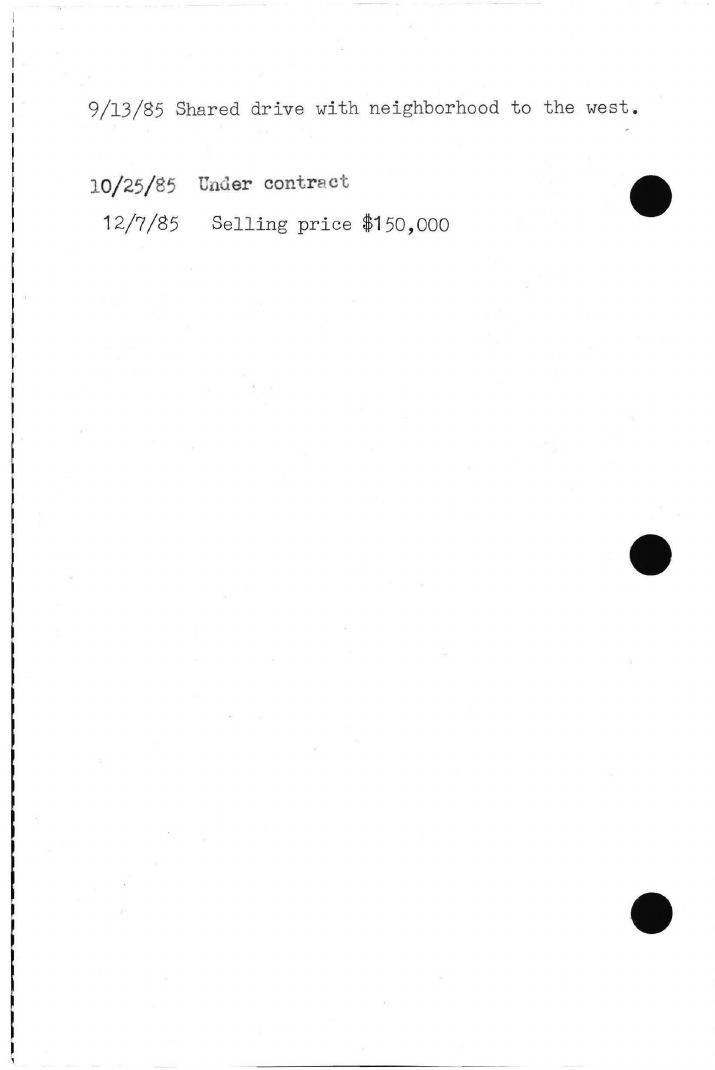 9/13/85 Shared drive with neighborhood to the west.
10/25/85 Under contract
12/7/85 Selling price $150,000